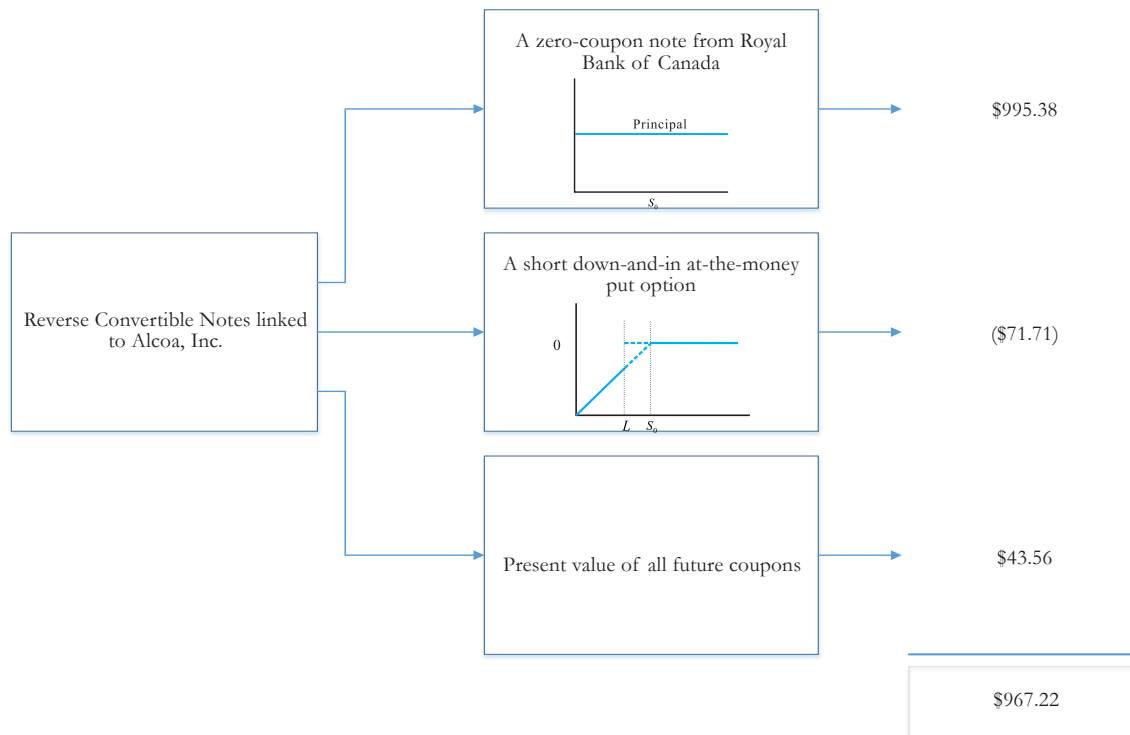 A zero-coupon note from Royal
Bank of Canada
Principal
S₀
$995.38
Reverse Convertible Notes linked
to Alcoa, Inc.
A short down-and-in at-the-money
put option
0
L S₀
($71.71)
Present value of all future coupons
$43.56
$967.22